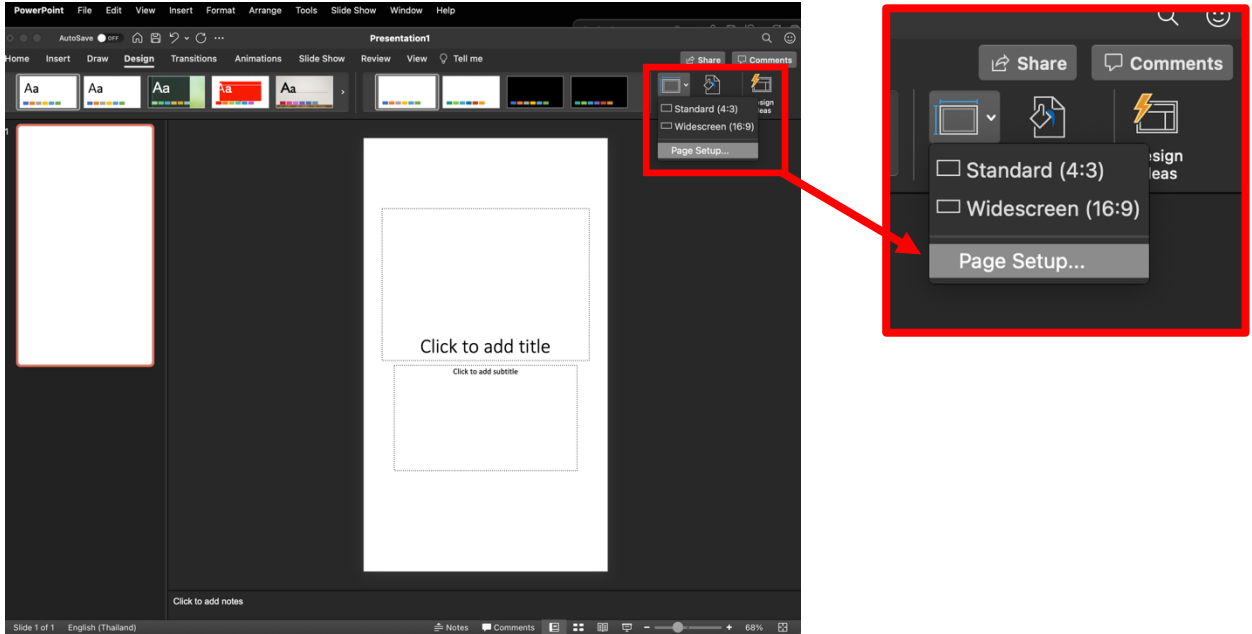 PowerPoint File Edit View Insert Format Arrange Tools Slide Show Window Help
AutoSave OFF Presentation1
Home Insert Draw Design Transitions Animations Slide Show Review View Tell me Share Comments
Aa Aa Aa Aa Aa
Standard (4:3)
Widescreen (16:9)
Page Setup...
sign
eas
1
Click to add title
Click to add subtitle
Click to add notes
Slide 1 of 1 English (Thailand) Notes Comments 68%
Share Comments
Standard (4:3)
Widescreen (16:9)
Page Setup...
esign
leas